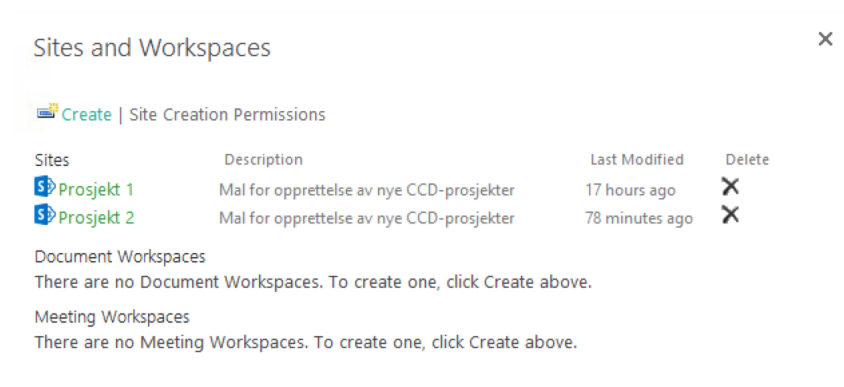 Sites and Workspaces
Create | Site Creation Permissions
Sites Description Last Modified Delete
Prosjekt 1 Mal for opprettelse av nye CCD-prosjekter 17 hours ago
Prosjekt 2 Mal for opprettelse av nye CCD-prosjekter 78 minutes ago
Document Workspaces
There are no Document Workspaces. To create one, click Create above.
Meeting Workspaces
There are no Meeting Workspaces. To create one, click Create above.